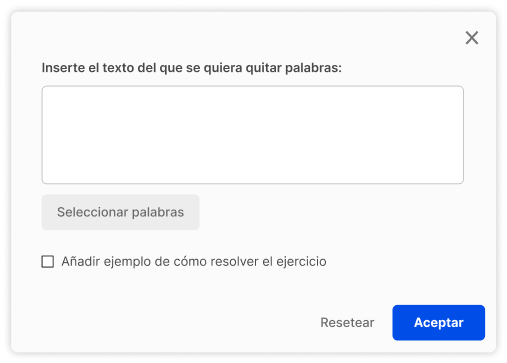 Inserte el texto del que se quiera quitar palabras:
Seleccionar palabras
Añadir ejemplo de cómo resolver el ejercicio
Resetear Aceptar